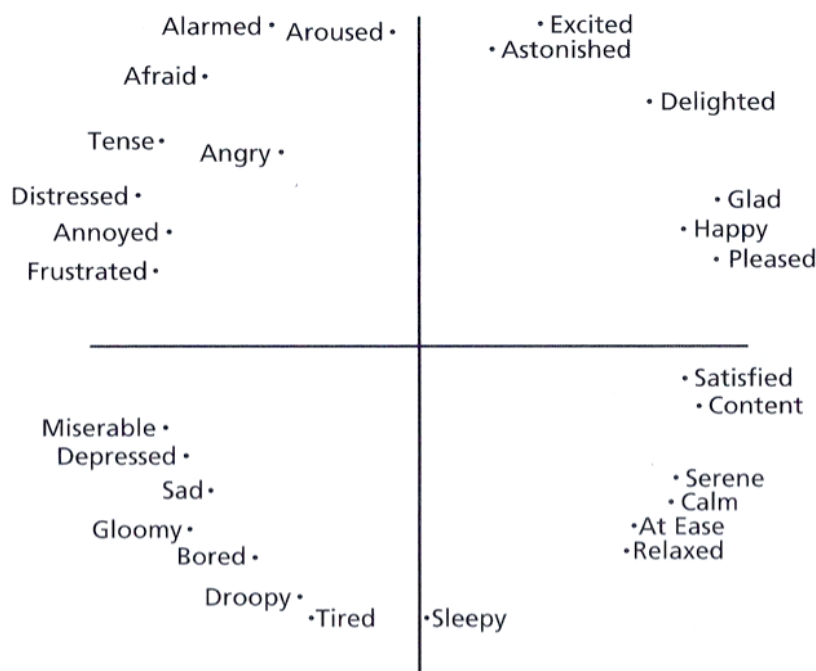 Alarmed
Aroused
Excited
Astonished
Afraid
Delighted
Tense
Angry
Distressed
Glad
Annoyed
Happy
Pleased
Frustrated
Satisfied
Content
Miserable
Depressed
Serene
Sad
Calm
At Ease
Gloomy
Relaxed
Bored
Droopy
Tired
Sleepy